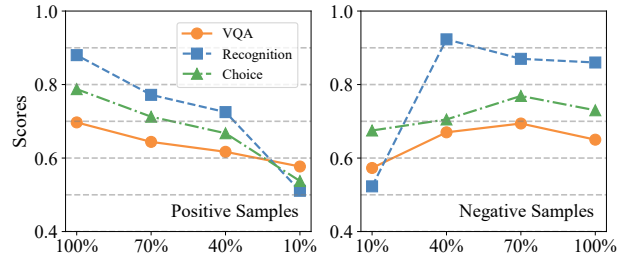 1.0
0.8
0.6
0.4
Scores
VQA
Recognition
Choice
Positive Samples
100% 70% 40% 10%
1.0
0.8
0.6
0.4
Negative Samples
10% 40% 70% 100%